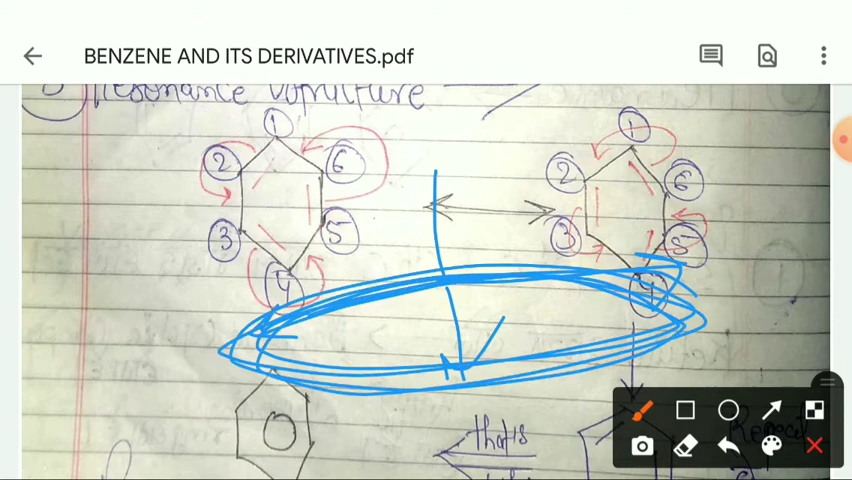 BENZENE AND ITS DERIVATIVES.pdf
Resonance
1 1
2 6 2 6
3 5 3 5
4 4
that is